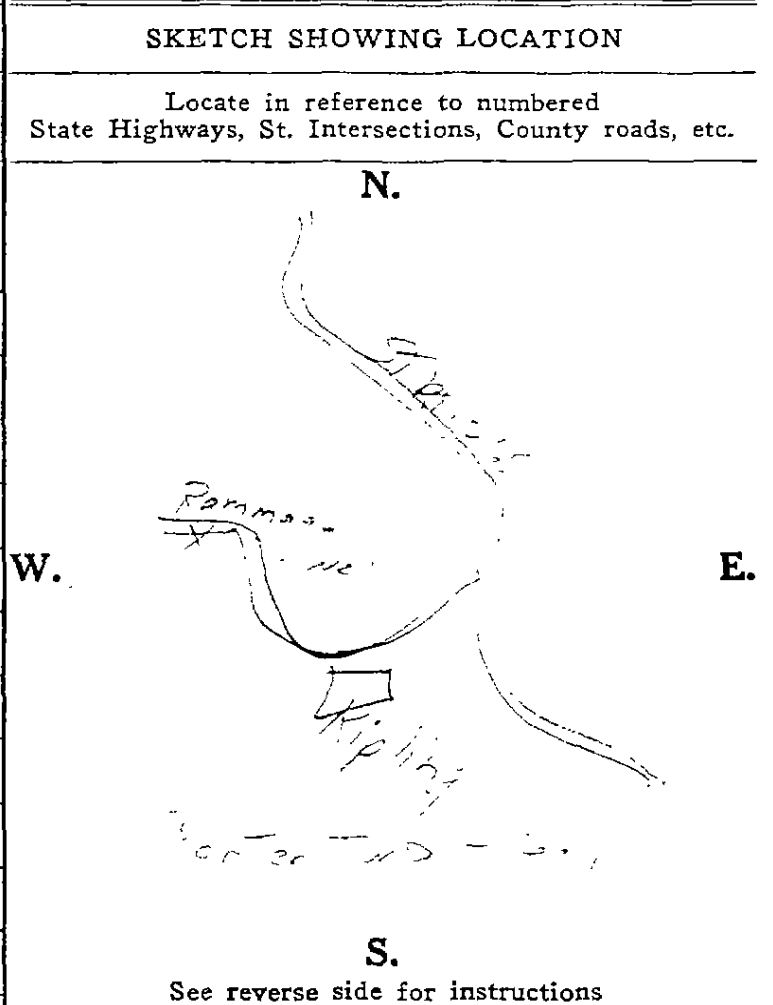 SKETCH SHOWING LOCATION
Locate in reference to numbered
State Highways, St. Intersections, County roads, etc.
N.
W.
E.
Kipling
S.
See reverse side for instructions